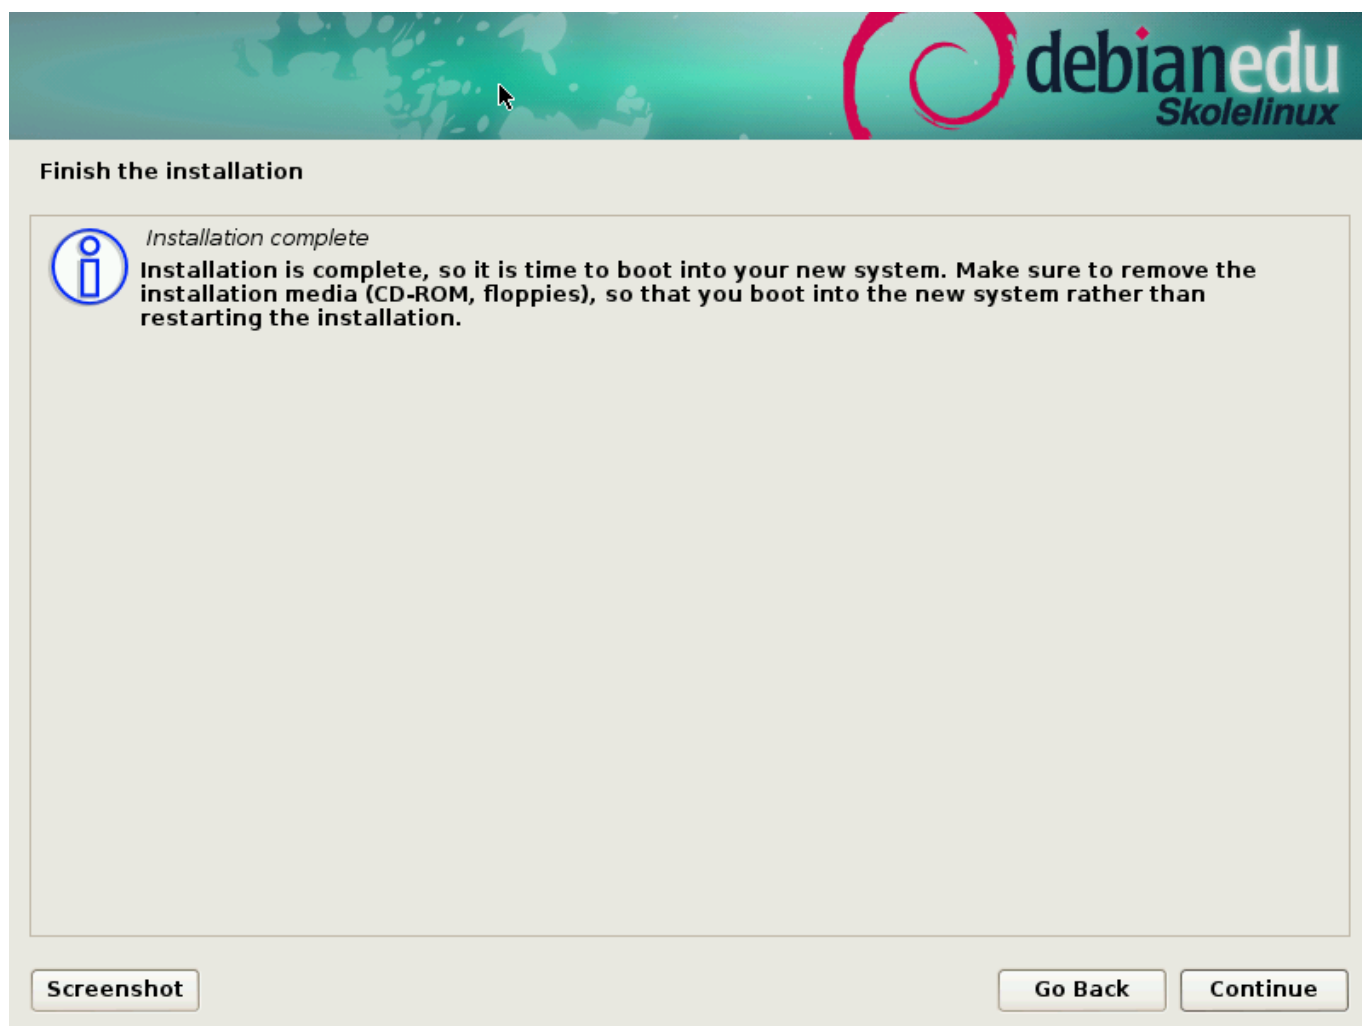 debianedu
Skolelinux
Finish the installation
Installation complete
Installation is complete, so it is time to boot into your new system. Make sure to remove the
installation media (CD-ROM, floppies), so that you boot into the new system rather than
restarting the installation.
Screenshot
Go Back
Continue